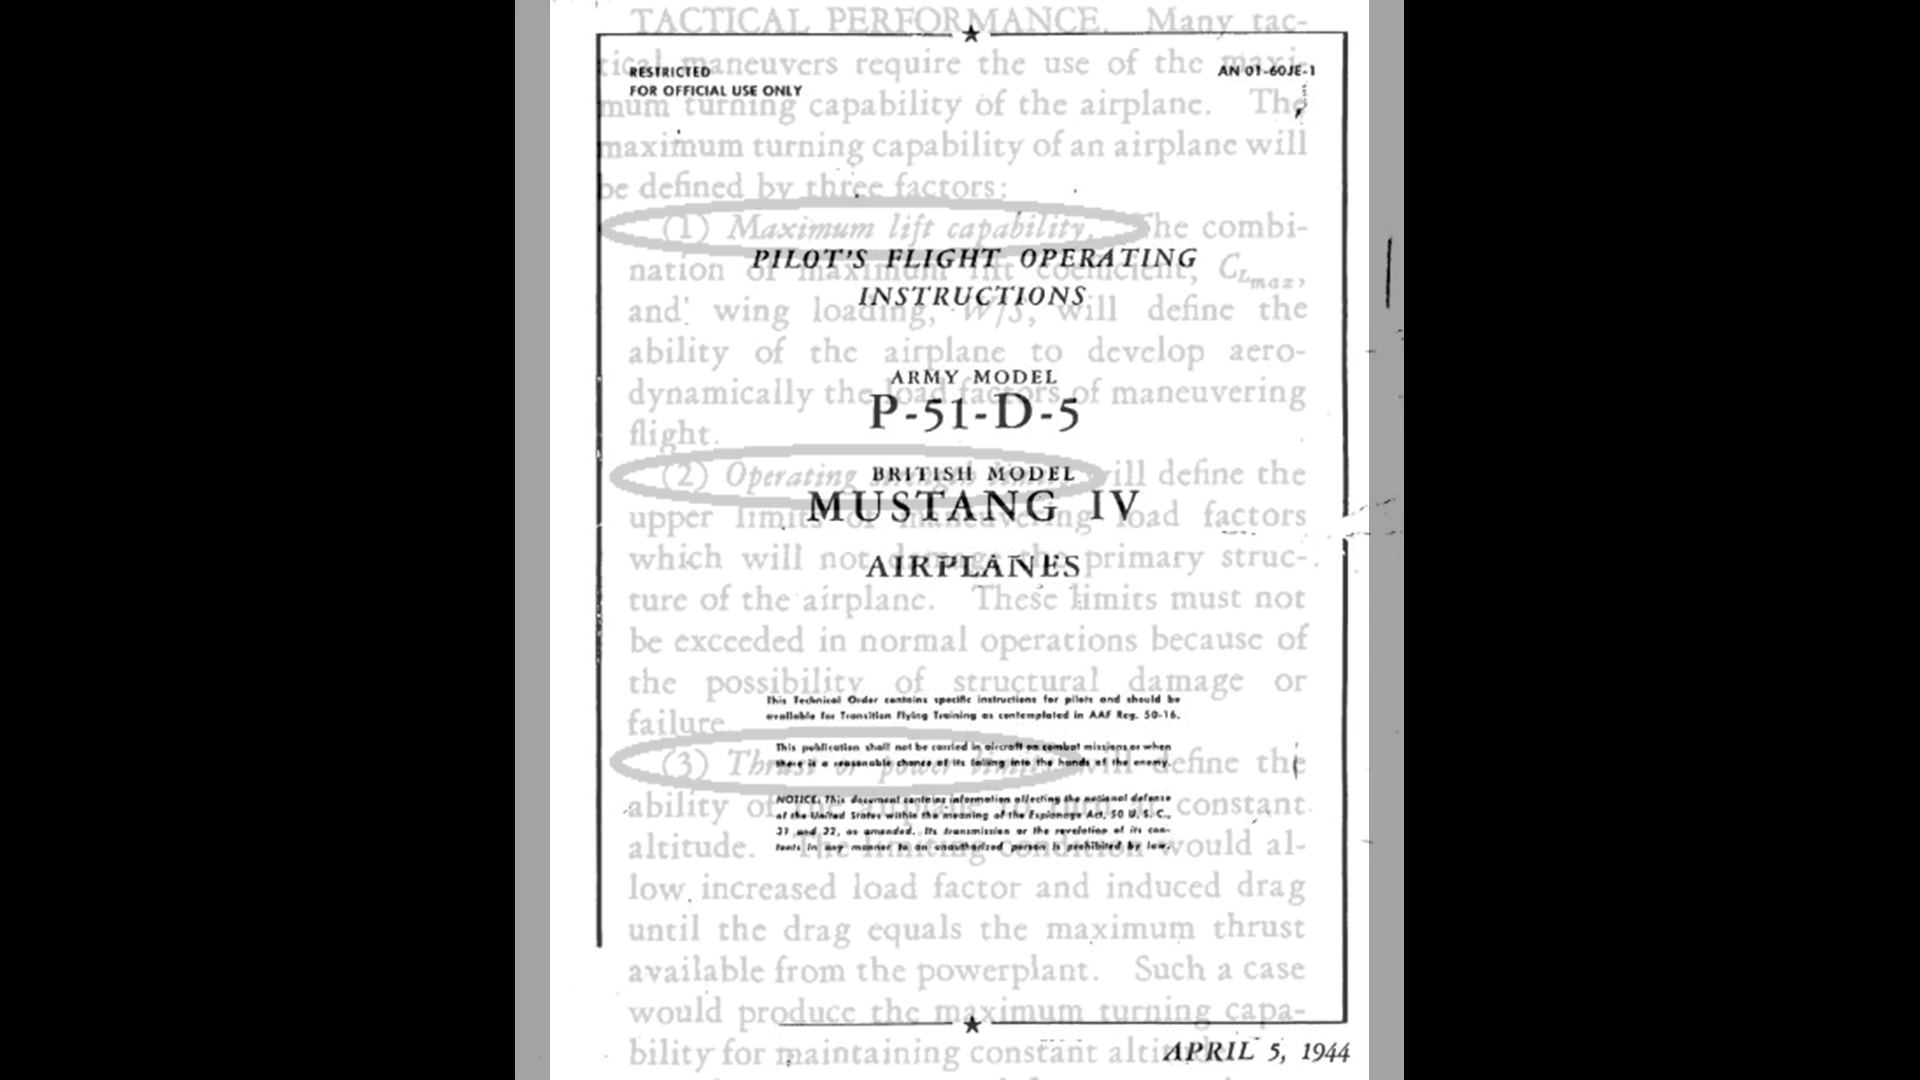 TACTICAL PERFORMANCE. Many tac-
tical maneuvers require the use of the maxi-
mum turning capability of the airplane. The
maximum turning capability of an airplane will
be defined by three factors:
(1) Maximum lift capability. The combi-
nation of maximum lift coefficient, CLmax,
and wing loading, W/S, will define the
ability of the airplane to develop aero-
dynamically the load factors of maneuvering
flight.
(2) Operating strength limits will define the
upper limits of maneuvering load factors
which will not damage the primary struc-
ture of the airplane. These limits must not
be exceeded in normal operations because of
the possibility of structural damage or
failure
(3) Thrust or power limits will define the
ability of the airplane to turn at constant
altitude. The limiting condition would al-
low increased load factor and induced drag
until the drag equals the maximum thrust
available from the powerplant. Such a case
would produce the maximum turning capa-
bility for maintaining constant
RESTRICTED
FOR OFFICIAL USE ONLY
AN 01-60JE-1
PILOT'S FLIGHT OPERATING
INSTRUCTIONS
ARMY MODEL
P-51-D-5
BRITISH MODEL
MUSTANG IV
AIRPLANES
This Technical Order contains specific instructions for pilots and should be
available for Transition Flying Training as contemplated in AAF Reg. 50-16.
This publication shall not be carried in aircraft on combat missions or when
there is a reasonable chance of its falling into the hands of the enemy.
NOTICE: This document contains information affecting the national defense
of the United States within the meaning of the Espionage Act, 50 U. S. C.,
31 and 32, as amended. Its transmission or the revelation of its con-
tents in any manner to an unauthorized person is prohibited by law.
APRIL 5, 1944